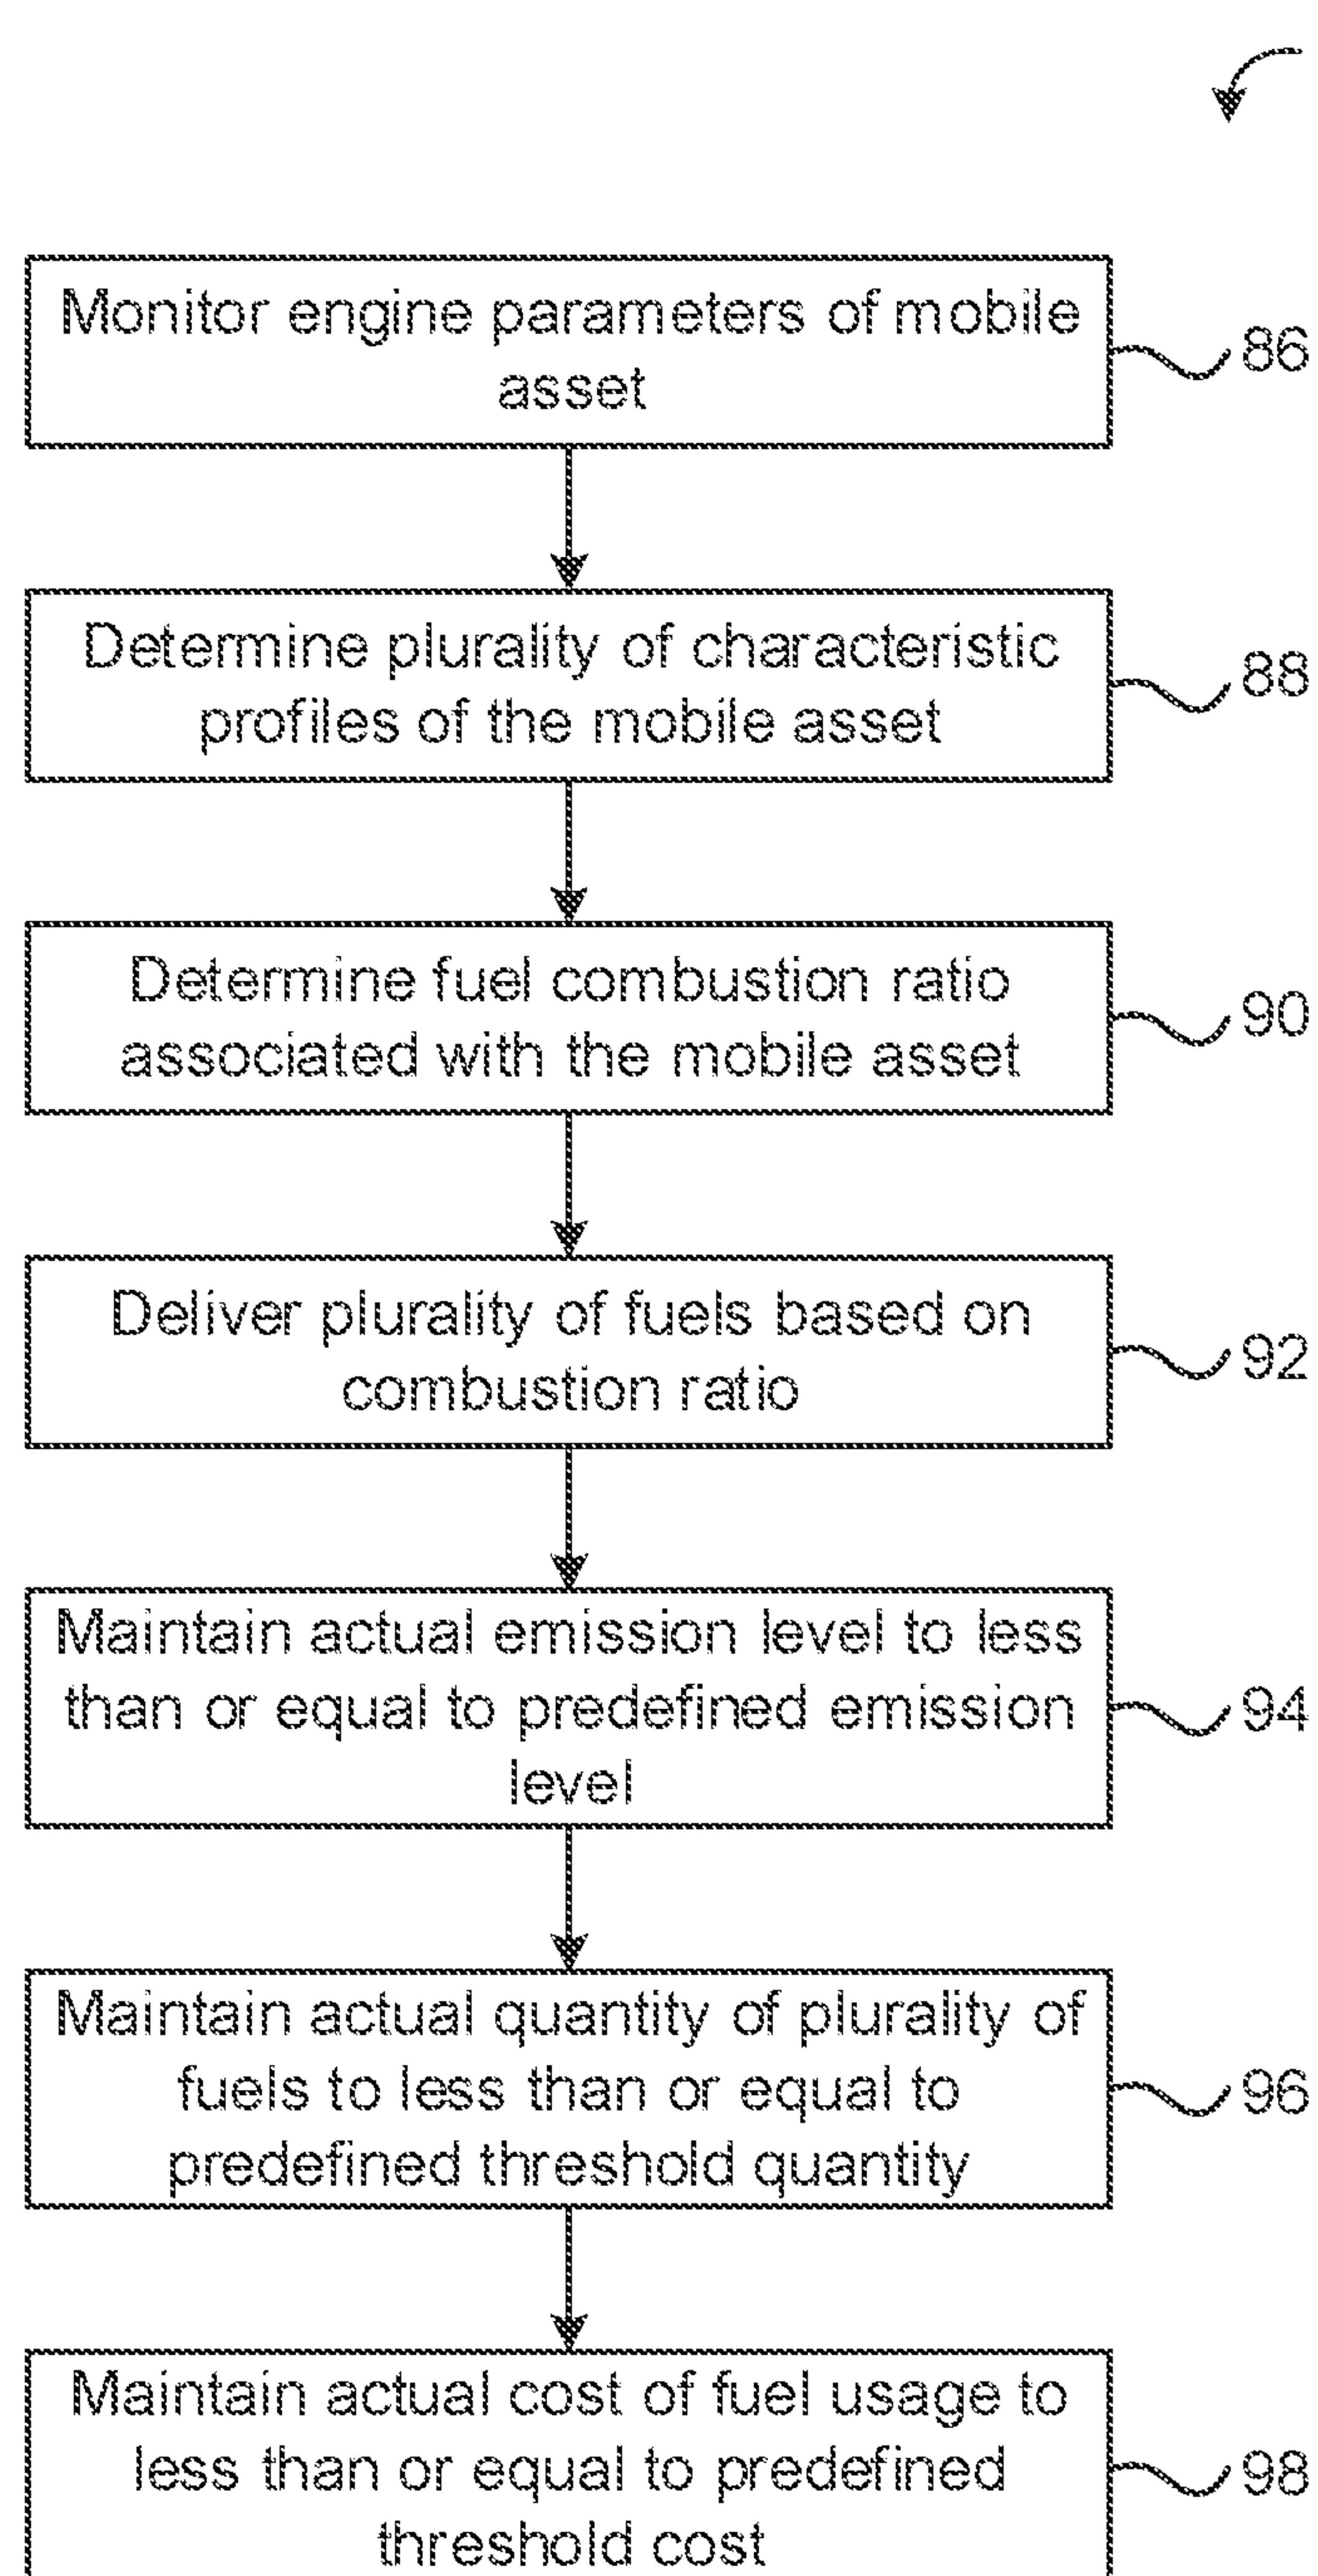 Monitor engine parameters of mobile
asset
86
Determine plurality of characteristic
profiles of the mobile asset
88
Determine fuel combustion ratio
associated with the mobile asset
90
Deliver plurality of fuels based on
combustion ratio
92
Maintain actual emission level to less
than or equal to predefined emission
level
94
Maintain actual quantity of plurality of
fuels to less than or equal to
predefined threshold quantity
96
Maintain actual cost of fuel usage to
less than or equal to predefined
threshold cost
98